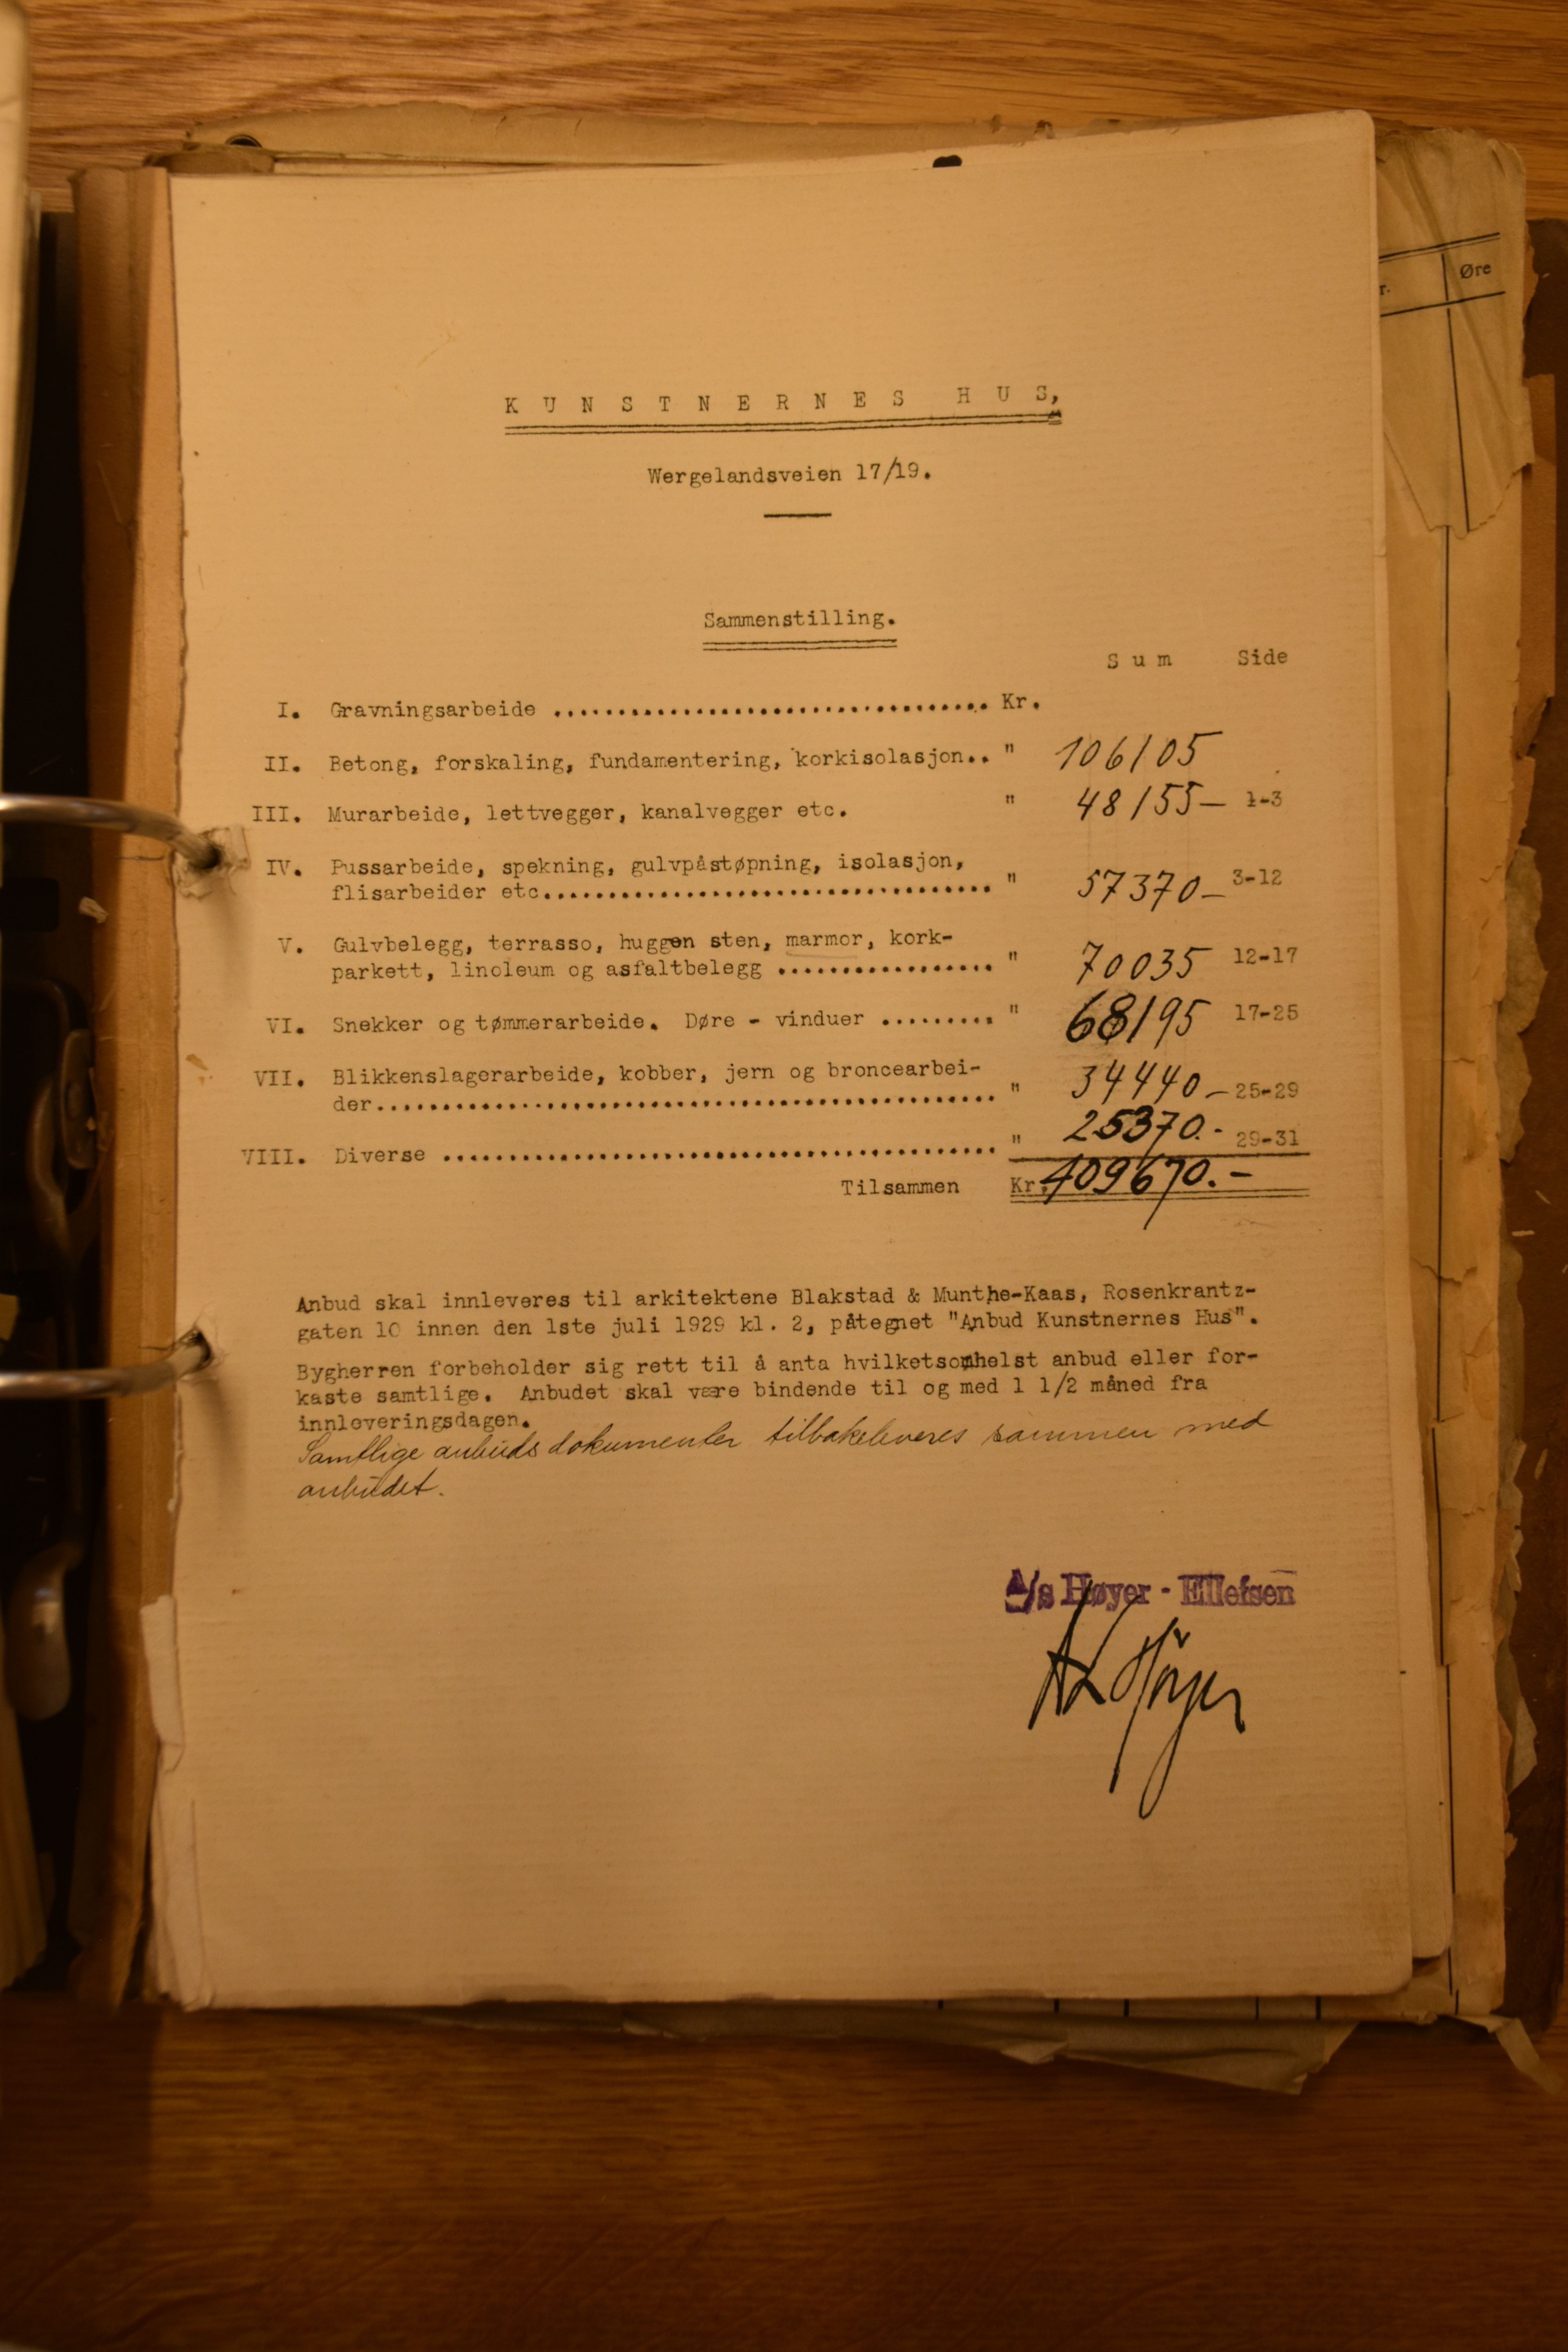 r. Øre
KUNSTNERNES HUS,
Wergelandsveien 17/19.
Sammenstilling.
Sum Side
I. Gravningsarbeide .................................. Kr.
II. Betong, forskaling, fundamentering, korkisolasjon.. " 106105
III. Murarbeide, lettvegger, kanalvegger etc. " 48155- 1-3
IV. Pussarbeide, spekning, gulvpåstøpning, isolasjon,
flisarbeider etc................................... " 57370- 3-12
V. Gulvbelegg, terrasso, huggen sten, marmor, kork-
parkett, linoleum og asfaltbelegg ................. " 70035 12-17
VI. Snekker og tømmerarbeide. Døre - vinduer ......... " 68195 17-25
VII. Blikkenslagerarbeide, kobber, jern og broncearbei-
der................................................ " 34440- 25-29
VIII. Diverse ........................................... " 25370.- 29-31
Tilsammen Kr. 409670.-
Anbud skal innleveres til arkitektene Blakstad & Munthe-Kaas, Rosenkrantz-
gaten 10 innen den 1ste juli 1929 kl. 2, påtegnet "Anbud Kunstnernes Hus".
Bygherren forbeholder sig rett til å anta hvilketsomhelst anbud eller for-
kaste samtlige. Anbudet skal være bindende til og med 1 1/2 måned fra
innleveringsdagen.
Samtlige anbudsdokumenter tilbakeleveres sammen med
anbudet.
A/s Høyer - Ellefsen
Høyer